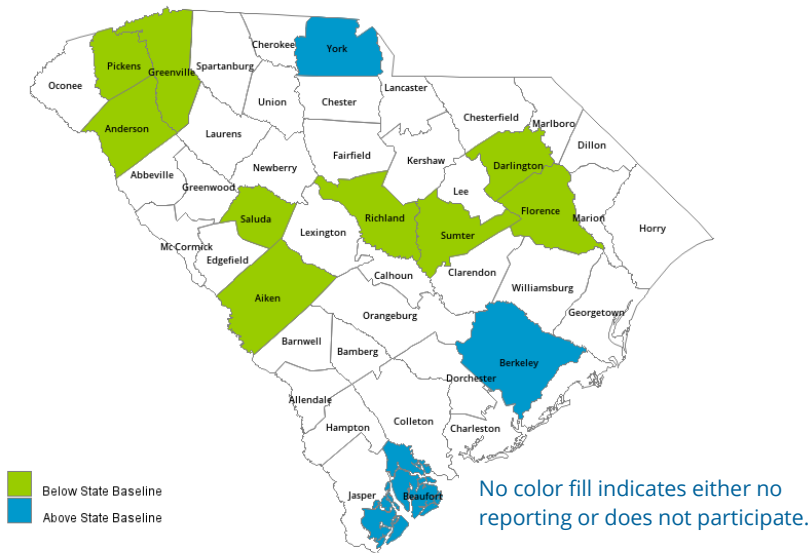 Cherokee
York
Pickens
Greenville
Spartanburg
Oconee
Union
Chester
Lancaster
Chesterfield
Marlboro
Anderson
Laurens
Dillon
Fairfield
Kershaw
Darlington
Newberry
Abbeville
Greenwood
Lee
Florence
Saluda
Richland
Marion
Lexington
Sumter
Horry
Mc Cormick
Edgefield
Calhoun
Clarendon
Aiken
Williamsburg
Orangeburg
Georgetown
Barnwell
Bamberg
Berkeley
Dorchester
Allendale
Colleton
Hampton
Charleston
Jasper
Beaufort
Below State Baseline
Above State Baseline
No color fill indicates either no
reporting or does not participate.